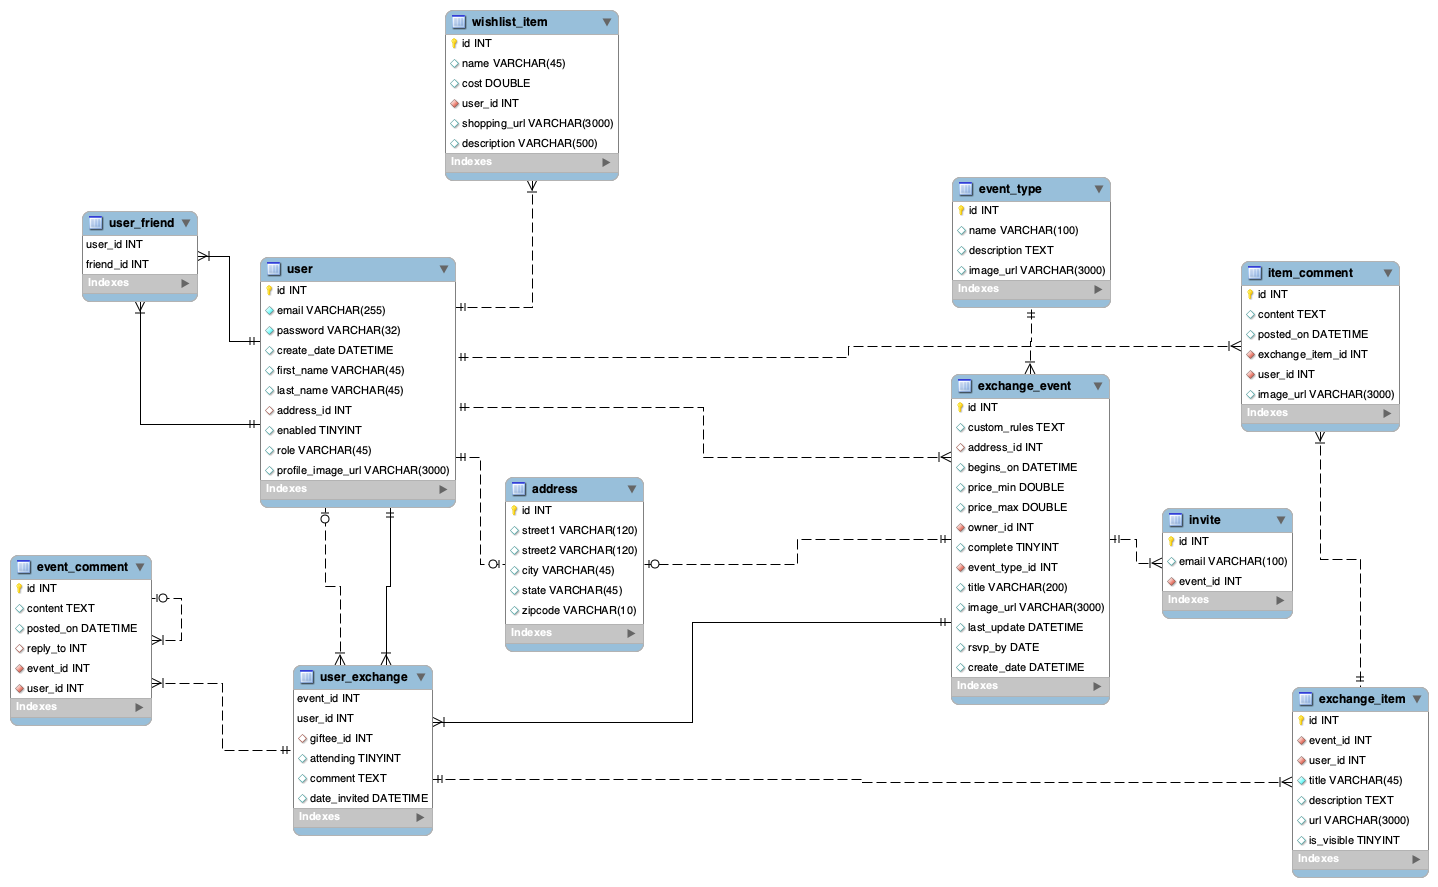 wishlist_item
id INT
name VARCHAR(45)
cost DOUBLE
user_id INT
shopping_url VARCHAR(3000)
description VARCHAR(500)
Indexes
event_type
id INT
name VARCHAR(100)
description TEXT
image_url VARCHAR(3000)
Indexes
user_friend
user_id INT
friend_id INT
Indexes
user
id INT
email VARCHAR(255)
password VARCHAR(32)
create_date DATETIME
first_name VARCHAR(45)
last_name VARCHAR(45)
address_id INT
enabled TINYINT
role VARCHAR(45)
profile_image_url VARCHAR(3000)
Indexes
item_comment
id INT
content TEXT
posted_on DATETIME
exchange_item_id INT
user_id INT
image_url VARCHAR(3000)
Indexes
exchange_event
id INT
custom_rules TEXT
address_id INT
begins_on DATETIME
price_min DOUBLE
price_max DOUBLE
owner_id INT
complete TINYINT
event_type_id INT
title VARCHAR(200)
image_url VARCHAR(3000)
last_update DATETIME
rsvp_by DATE
create_date DATETIME
Indexes
address
id INT
street1 VARCHAR(120)
street2 VARCHAR(120)
city VARCHAR(45)
state VARCHAR(45)
zipcode VARCHAR(10)
Indexes
invite
id INT
email VARCHAR(100)
event_id INT
Indexes
event_comment
id INT
content TEXT
posted_on DATETIME
reply_to INT
event_id INT
user_id INT
Indexes
user_exchange
event_id INT
user_id INT
giftee_id INT
attending TINYINT
comment TEXT
date_invited DATETIME
Indexes
exchange_item
id INT
event_id INT
user_id INT
title VARCHAR(45)
description TEXT
url VARCHAR(3000)
is_visible TINYINT
Indexes